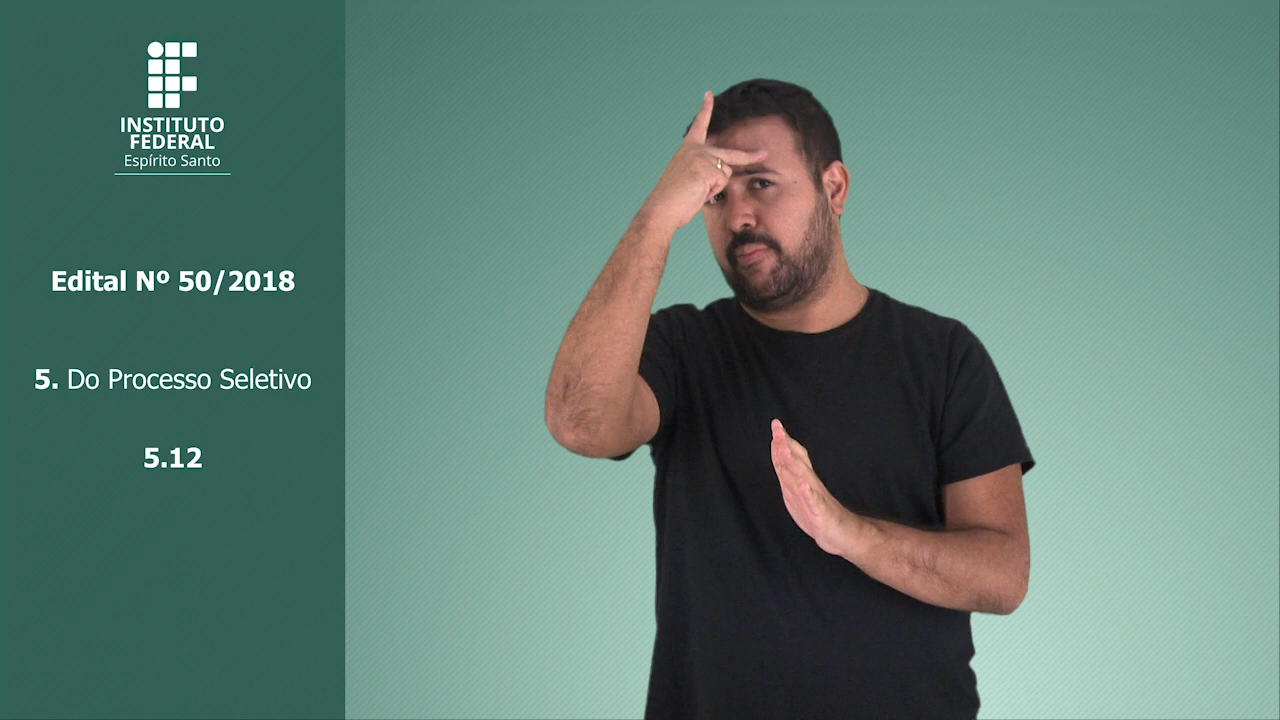 INSTITUTO
FEDERAL
Espírito Santo
Edital Nº 50/2018
5. Do Processo Seletivo
5.12